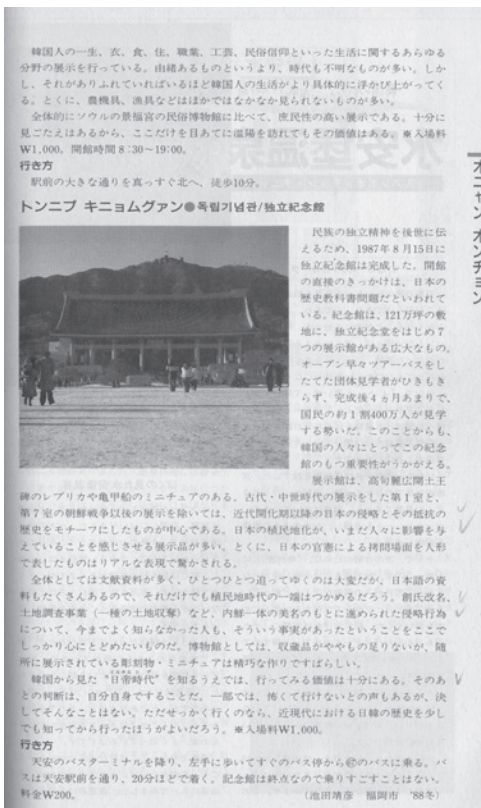 韓国人の一生、衣、食、住、職業、工芸、民俗信仰といった生活に関するあらゆる
分野の展示を行っている。由緒あるものというより、時代も不明なものが多い。しか
し、それがありふれていればいるほど韓国人の生活がより具体的に浮かび上がってく
る。とくに、農機具、漁具などはほかではなかなか見られないものが多い。
全体的にソウルの景福宮の民俗博物館に比べて、庶民性の高い展示である。十分に
見ごたえはあるから、ここだけを目あてに温陽を訪れてもその価値はある。※入場料
₩1,000。開館時間8:30~19:00。
行き方
駅前の大きな通りを真っすぐ北へ、徒歩10分。
オニャン オンチョン
トンニプ キニョムグァン●독립기념관/独立紀念館
民族の独立精神を後世に伝
えるため、1987年8月15日に
独立紀念館は完成した。開館
の直接のきっかけは、日本の
歴史教科書問題だといわれて
いる。紀念館は、121万坪の敷
地に、独立紀念堂をはじめ7
つの展示館がある広大なもの。
オープン早々ツアーバスをし
たてた団体見学者がひきもき
らず、完成後4ヵ月あまりで、
国民の約1割400万人が見学
する勢いだ。このことからも、
韓国の人々にとってこの紀念
館のもつ重要性がうかがえる。
展示館は、高句麗広開土王
碑のレプリカや亀甲船のミニチュアのある、古代・中世時代の展示をした第1室と、
第7室の朝鮮戦争以後の展示を除いては、近代開化期以降の日本の侵略とその抵抗の
歴史をモチーフにしたものが中心である。日本の植民地化が、いまだ人々に影響を与
えていることを感じさせる展示品が多い。とくに、日本の官憲による拷問場面を人形
で表したものはリアルな表現で驚かされる。
全体としては文献資料が多く、ひとつひとつ追ってゆくのは大変だが、日本語の資
料もたくさんあるので、それだけでも植民地時代の一端はつかめるだろう。創氏改名、
土地調査事業(一種の土地収奪)など、内鮮一体の美名のもとに進められた侵略行為
について、今までよく知らなかった人も、そういう事実があったということをここで
しっかり心にとどめたいものだ。博物館としては、収蔵品がややもの足りないが、随
所に展示されている彫刻物・ミニチュアは精巧な作りですばらしい。
韓国から見た"日帝時代"を知るうえでは、行ってみる価値は十分にある。そのあ
との判断は、自分自身ですることだ。一部では、怖くて行けないとの声もあるが、決
してそんなことはない。ただせっかく行くのなら、近現代における日韓の歴史を少し
でも知ってから行ったほうがよいだろう。※入場料₩1,000。
行き方
天安のバスターミナルを降り、左手に歩いてすぐのバス停から のバスに乗る。バ
スは天安駅前を通り、20分ほどで着く。記念館は終点なので乗りすごすことはない。
料金₩200。
(池田靖彦 福岡市 '88冬)